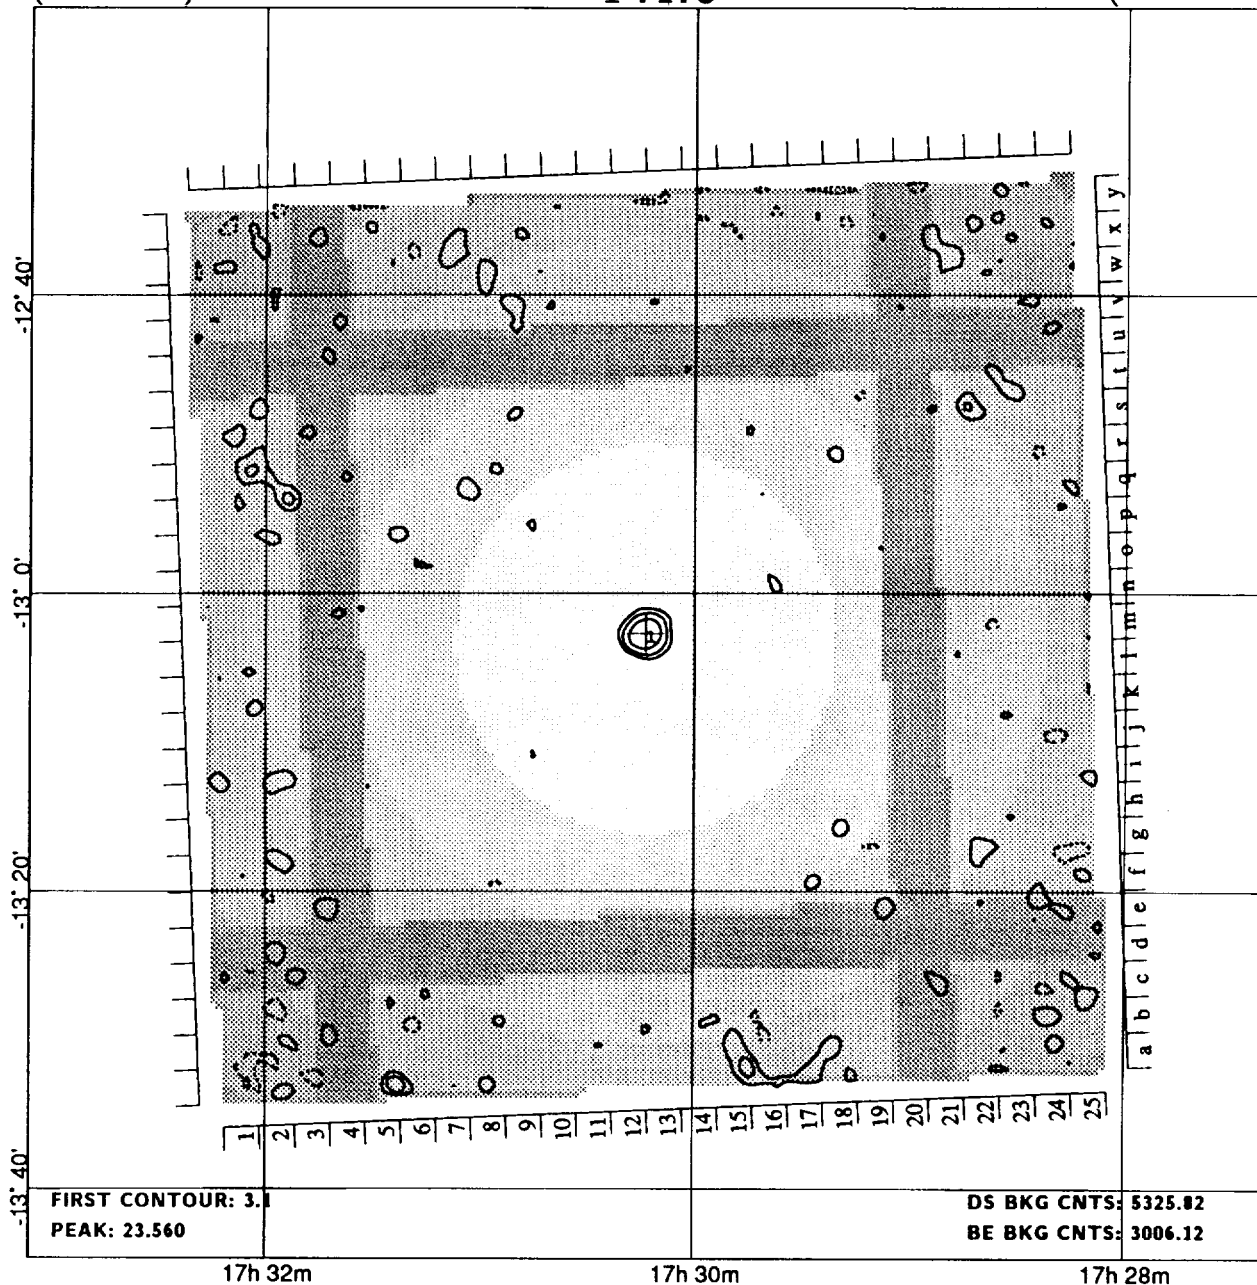 -12° 40'
-13° 0'
-13° 20'
-13° 40'
y
x
w
v
u
t
s
r
q
p
o
n
m
l
k
j
i
h
g
f
e
d
c
b
a
1
1 2 3 4 5 6 7 8 9 10 11 12 13 14 15 16 17 18 19 20 21 22 23 24 25
FIRST CONTOUR: 3.1
PEAK: 23.560
DS BKG CNTS: 5325.82
BE BKG CNTS: 3006.12
17h 32m 17h 30m 17h 28m